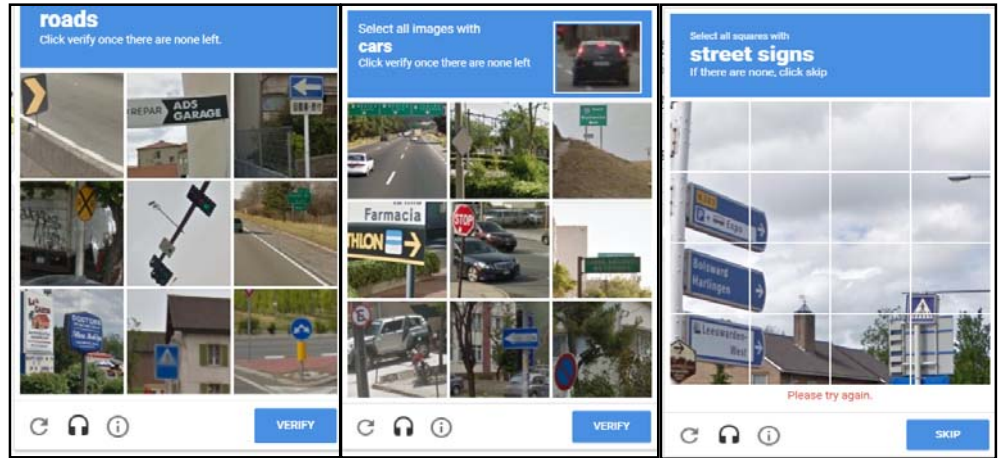 roads
Click verify once there are none left.
REPAR
ADS
GARAGE
VERIFY
Select all images with
cars
Click verify once there are none left
Farmacia
THLON
STOP
VERIFY
Select all squares with
street signs
If there are none, click skip
P + Expo
Bolsward
Harlingen
Leeuwarden-
West
Please try again.
SKIP